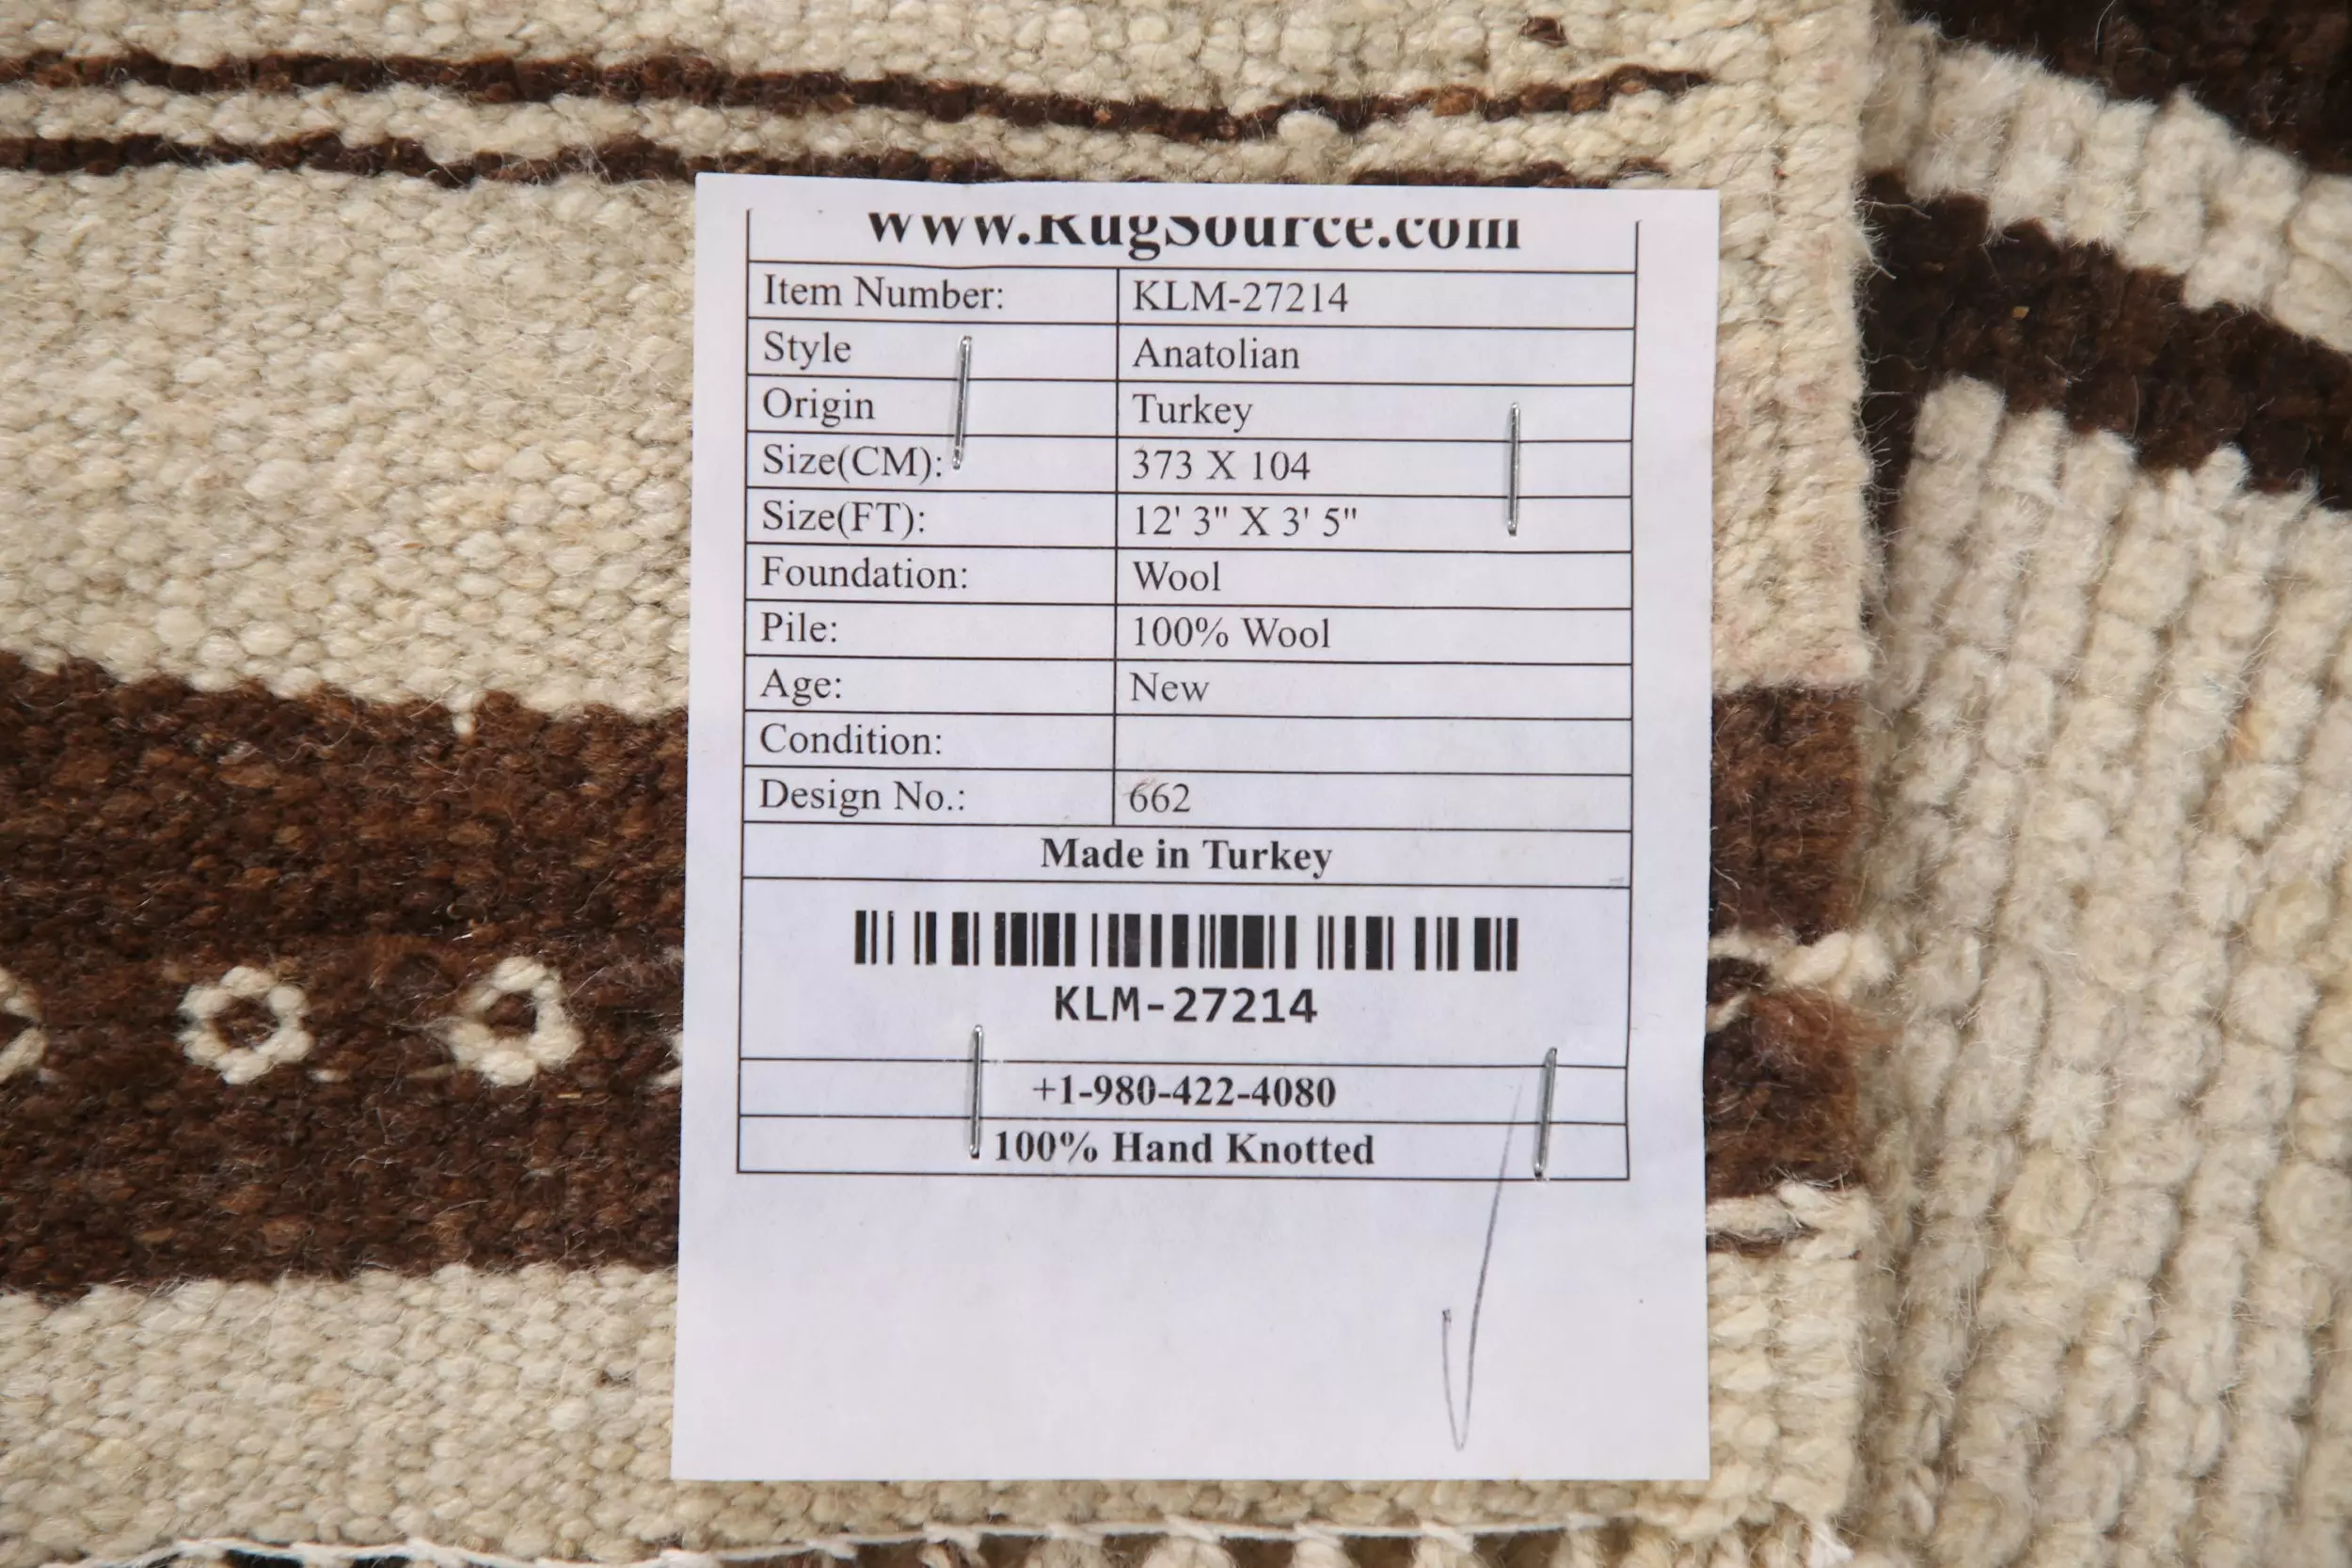 www.RugSource.com
Item Number: KLM-27214
Style Anatolian
Origin Turkey
Size(CM): 373 X 104
Size(FT): 12' 3" X 3' 5"
Foundation: Wool
Pile: 100% Wool
Age: New
Condition:
Design No.: 662
Made in Turkey
KLM-27214
+1-980-422-4080
100% Hand Knotted